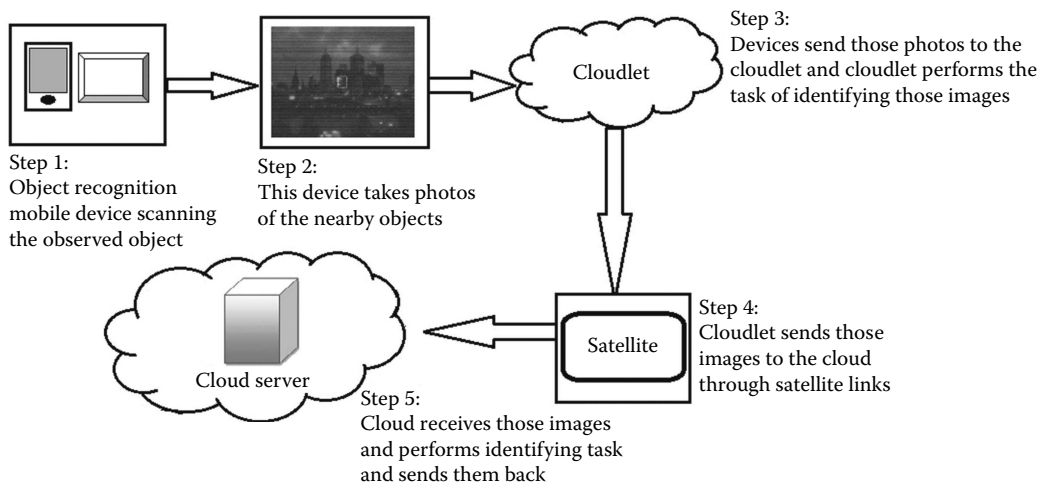 Step 1:
Object recognition
mobile device scanning
the observed object
Step 2:
This device takes photos
of the nearby objects
Cloudlet
Step 3:
Devices send those photos to the
cloudlet and cloudlet performs the
task of identifying those images
Satellite
Step 4:
Cloudlet sends those
images to the cloud
through satellite links
Cloud server
Step 5:
Cloud receives those images
and performs identifying task
and sends them back